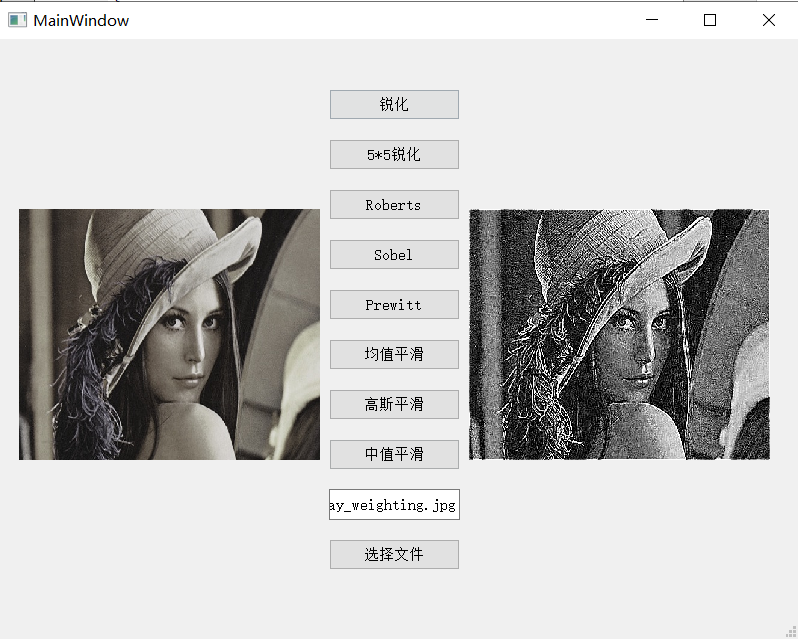 MainWindow
锐化
5*5锐化
Roberts
Sobel
Prewitt
均值平滑
高斯平滑
中值平滑
ay_weighting.jpg
选择文件